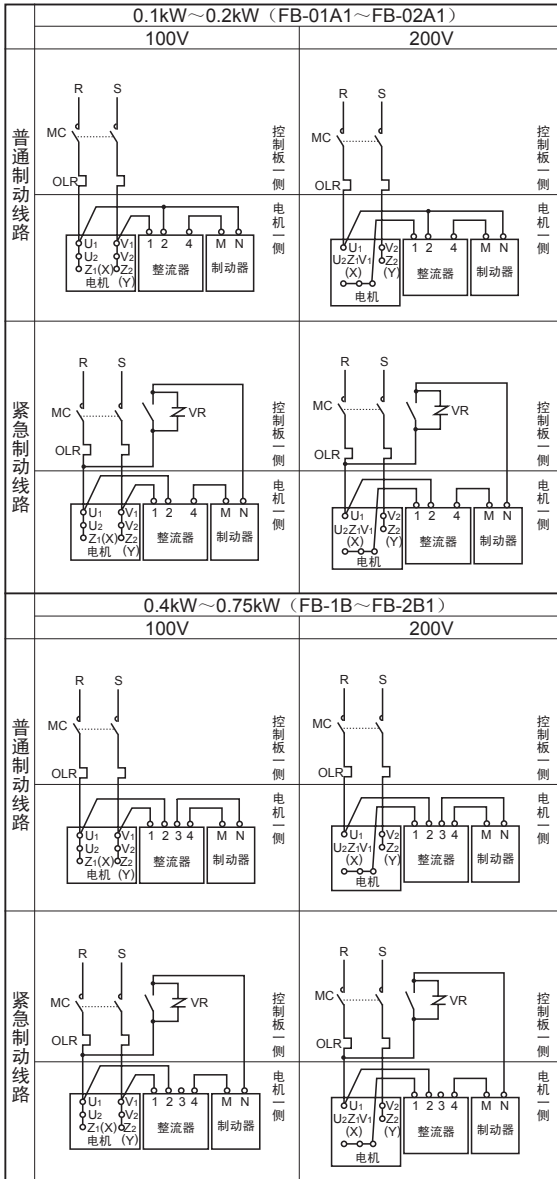 0.1kW～0.2kW（FB-01A1～FB-02A1）
100V 200V
普通制动线路
R S
MC
OLR
控制板一侧
电机一侧
U1 V1 1 2 4 M N
U2 V2
Z1(X) Z2
电机 (Y) 整流器 制动器
R S
MC
OLR
控制板一侧
电机一侧
U1 V2 1 2 4 M N
U2Z1V1 Z2
(X) (Y)
电机 整流器 制动器
紧急制动线路
R S
MC VR
OLR
控制板一侧
电机一侧
U1 V1 1 2 4 M N
U2 V2
Z1(X) Z2
电机 (Y) 整流器 制动器
R S
MC VR
OLR
控制板一侧
电机一侧
U1 V2 1 2 4 M N
U2Z1V1 Z2
(X) (Y)
电机 整流器 制动器
0.4kW～0.75kW（FB-1B～FB-2B1）
100V 200V
普通制动线路
R S
MC
OLR
控制板一侧
电机一侧
U1 V1 1 2 3 4 M N
U2 V2
Z1(X) Z2
电机 (Y) 整流器 制动器
R S
MC
OLR
控制板一侧
电机一侧
U1 V2 1 2 3 4 M N
U2Z1V1 Z2
(X) (Y)
电机 整流器 制动器
紧急制动线路
R S
MC VR
OLR
控制板一侧
电机一侧
U1 V1 1 2 3 4 M N
U2 V2
Z1(X) Z2
电机 (Y) 整流器 制动器
R S
MC VR
OLR
控制板一侧
电机一侧
U1 V2 1 2 3 4 M N
U2Z1V1 Z2
(X) (Y)
电机 整流器 制动器